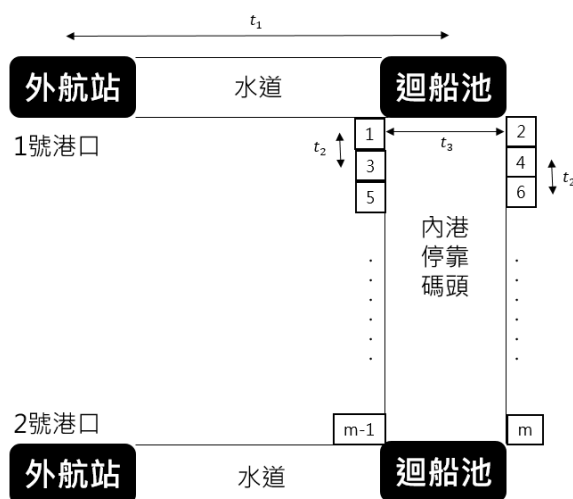 t₁
外航站
水道
迴船池
1號港口
t₂
1
3
5
t₃
2
4
6
t₂
內港
停靠
碼頭
2號港口
m-1
m
外航站
水道
迴船池